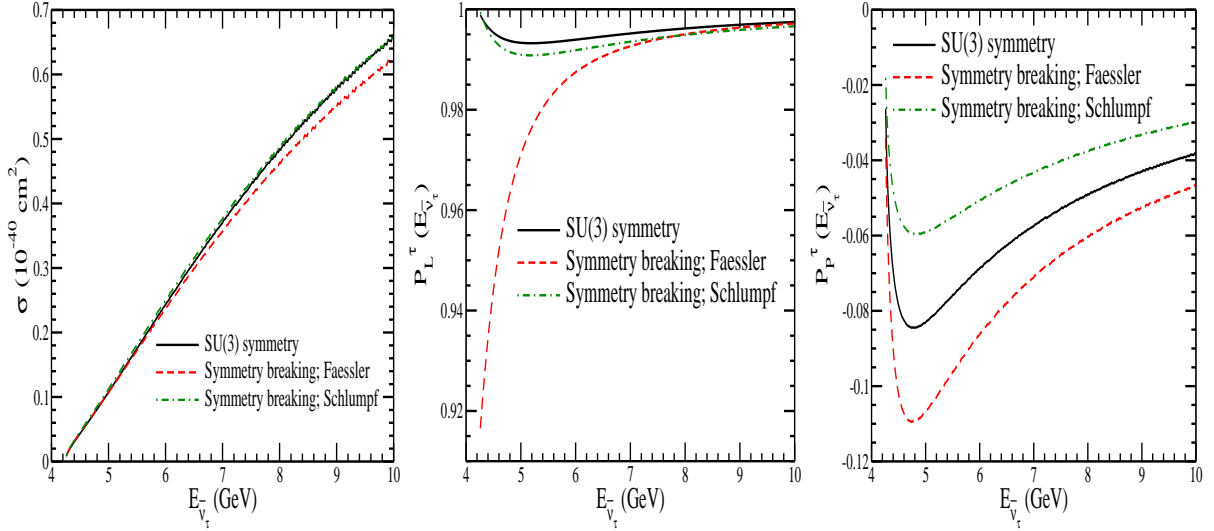 σ (10⁻⁴⁰ cm²)
0.7
0.6
0.5
0.4
0.3
0.2
0.1
0
4 5 6 7 8 9 10
E_ν̄_τ (GeV)
SU(3) symmetry
Symmetry breaking; Faessler
Symmetry breaking; Schlumpf
P_L^τ (E_ν̄_τ)
1
0.98
0.96
0.94
0.92
4 5 6 7 8 9 10
E_ν̄_τ (GeV)
SU(3) symmetry
Symmetry breaking; Faessler
Symmetry breaking; Schlumpf
P_P^τ (E_ν̄_τ)
0
-0.02
-0.04
-0.06
-0.08
-0.1
-0.12
4 5 6 7 8 9 10
E_ν̄_τ (GeV)
SU(3) symmetry
Symmetry breaking; Faessler
Symmetry breaking; Schlumpf